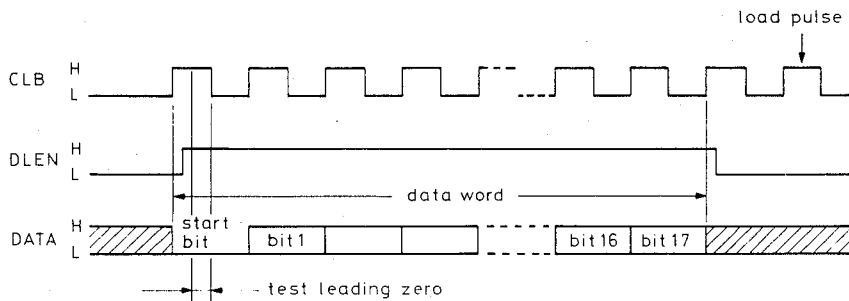 load pulse
H
CLB
L
H
DLEN
L
data word
H
start
DATA
bit
bit 1
bit 16
bit 17
L
test leading zero